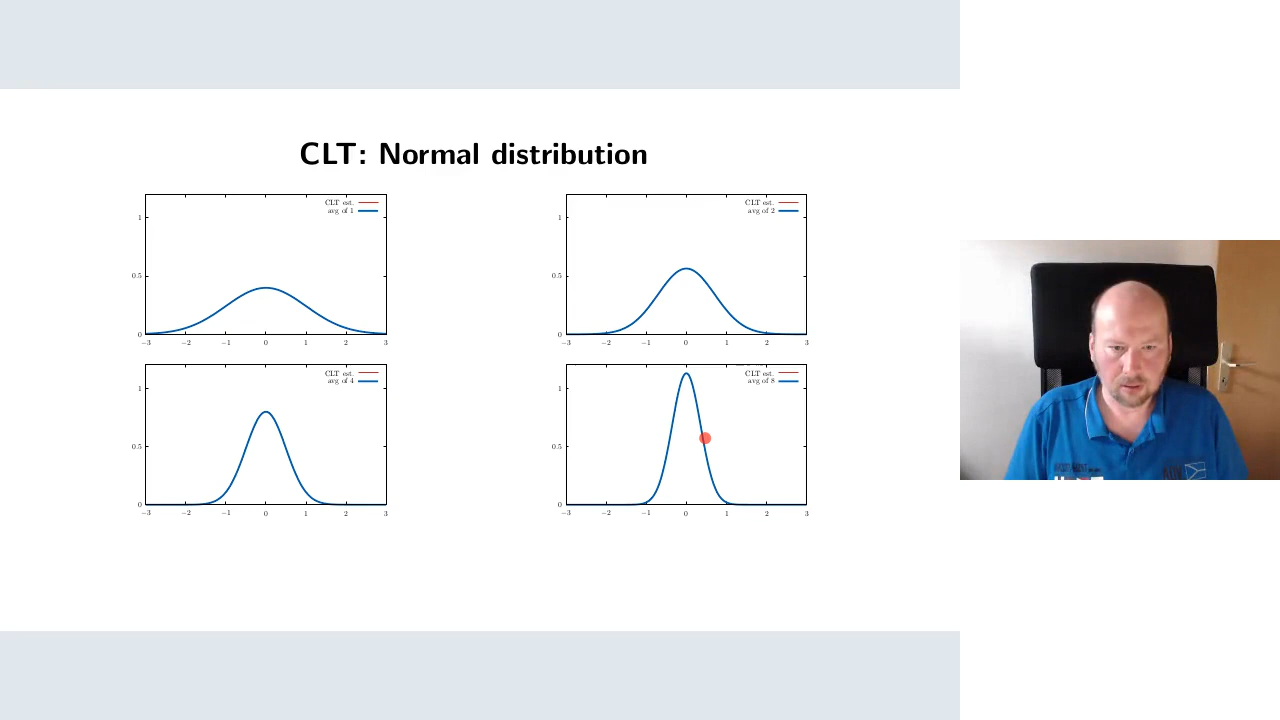 CLT: Normal distribution
CLT est.
avg of 1
1
0.5
0
−3 −2 −1 0 1 2 3
CLT est.
avg of 2
1
0.5
0
−3 −2 −1 0 1 2 3
CLT est.
avg of 4
1
0.5
0
−3 −2 −1 0 1 2 3
CLT est.
avg of 8
1
0.5
0
−3 −2 −1 0 1 2 3